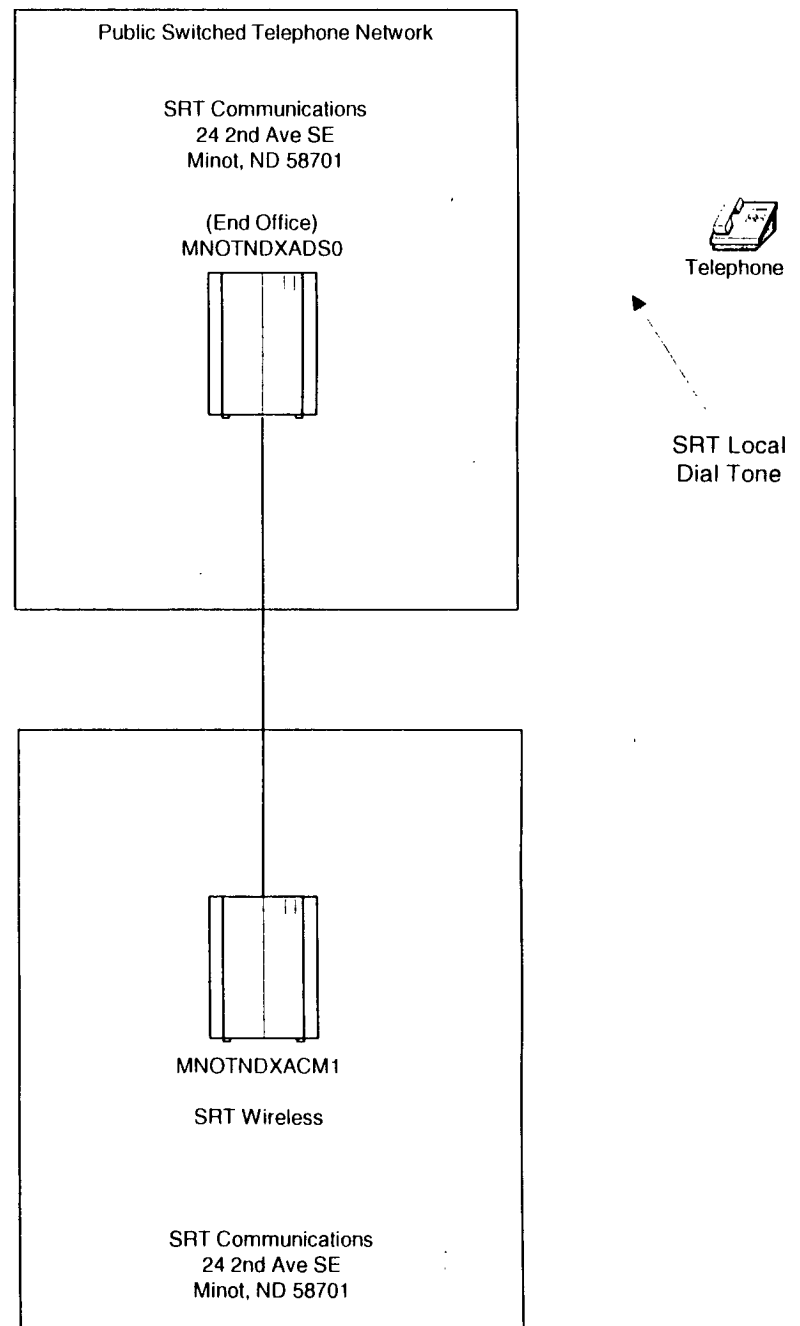 Public Switched Telephone Network
SRT Communications
24 2nd Ave SE
Minot, ND 58701
(End Office)
MNOTNDXADS0
Telephone
SRT Local
Dial Tone
MNOTNDXACM1
SRT Wireless
SRT Communications
24 2nd Ave SE
Minot, ND 58701